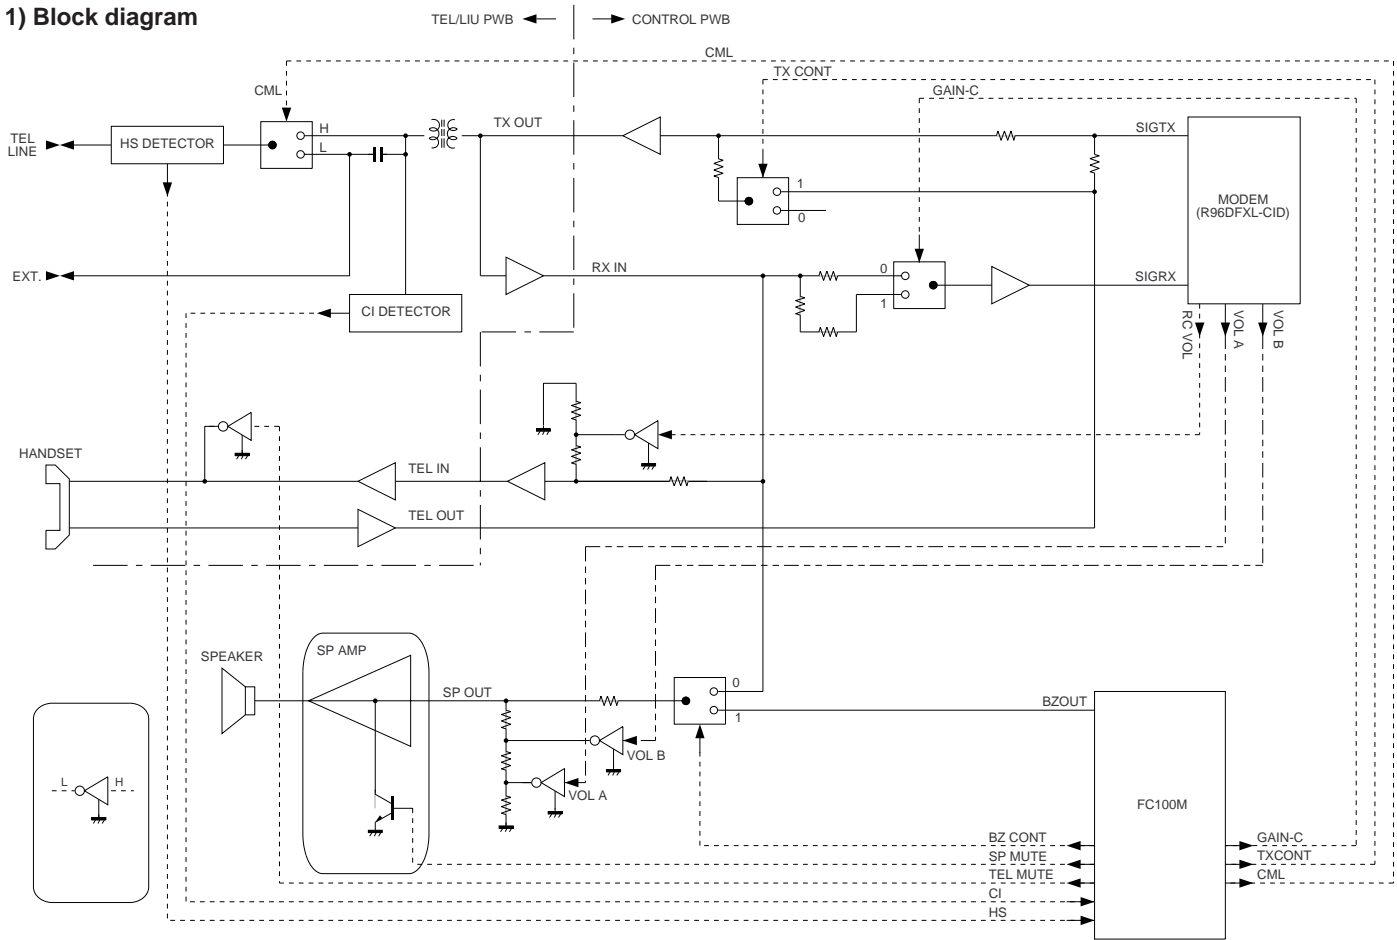 1) Block diagram
TEL/LIU PWB
CONTROL PWB
CML
TX CONT
CML
GAIN-C
TEL
LINE
HS DETECTOR
H
L
TX OUT
SIGTX
1
0
MODEM
(R96DFXL-CID)
EXT.
RX IN
0
1
SIGRX
CI DETECTOR
RC VOL
VOL A
VOL B
HANDSET
TEL IN
TEL OUT
SPEAKER
SP AMP
SP OUT
0
1
BZOUT
VOL B
VOL A
L
H
FC100M
BZ CONT
SP MUTE
TEL MUTE
CI
HS
GAIN-C
TXCONT
CML